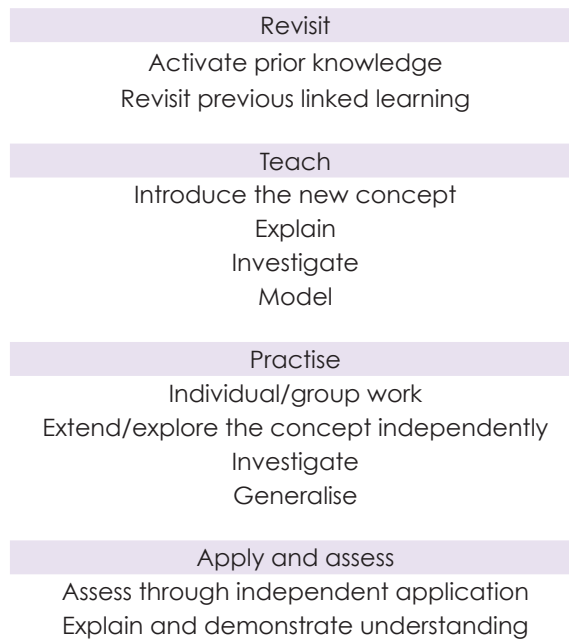 Revisit
Activate prior knowledge
Revisit previous linked learning
Teach
Introduce the new concept
Explain
Investigate
Model
Practise
Individual/group work
Extend/explore the concept independently
Investigate
Generalise
Apply and assess
Assess through independent application
Explain and demonstrate understanding